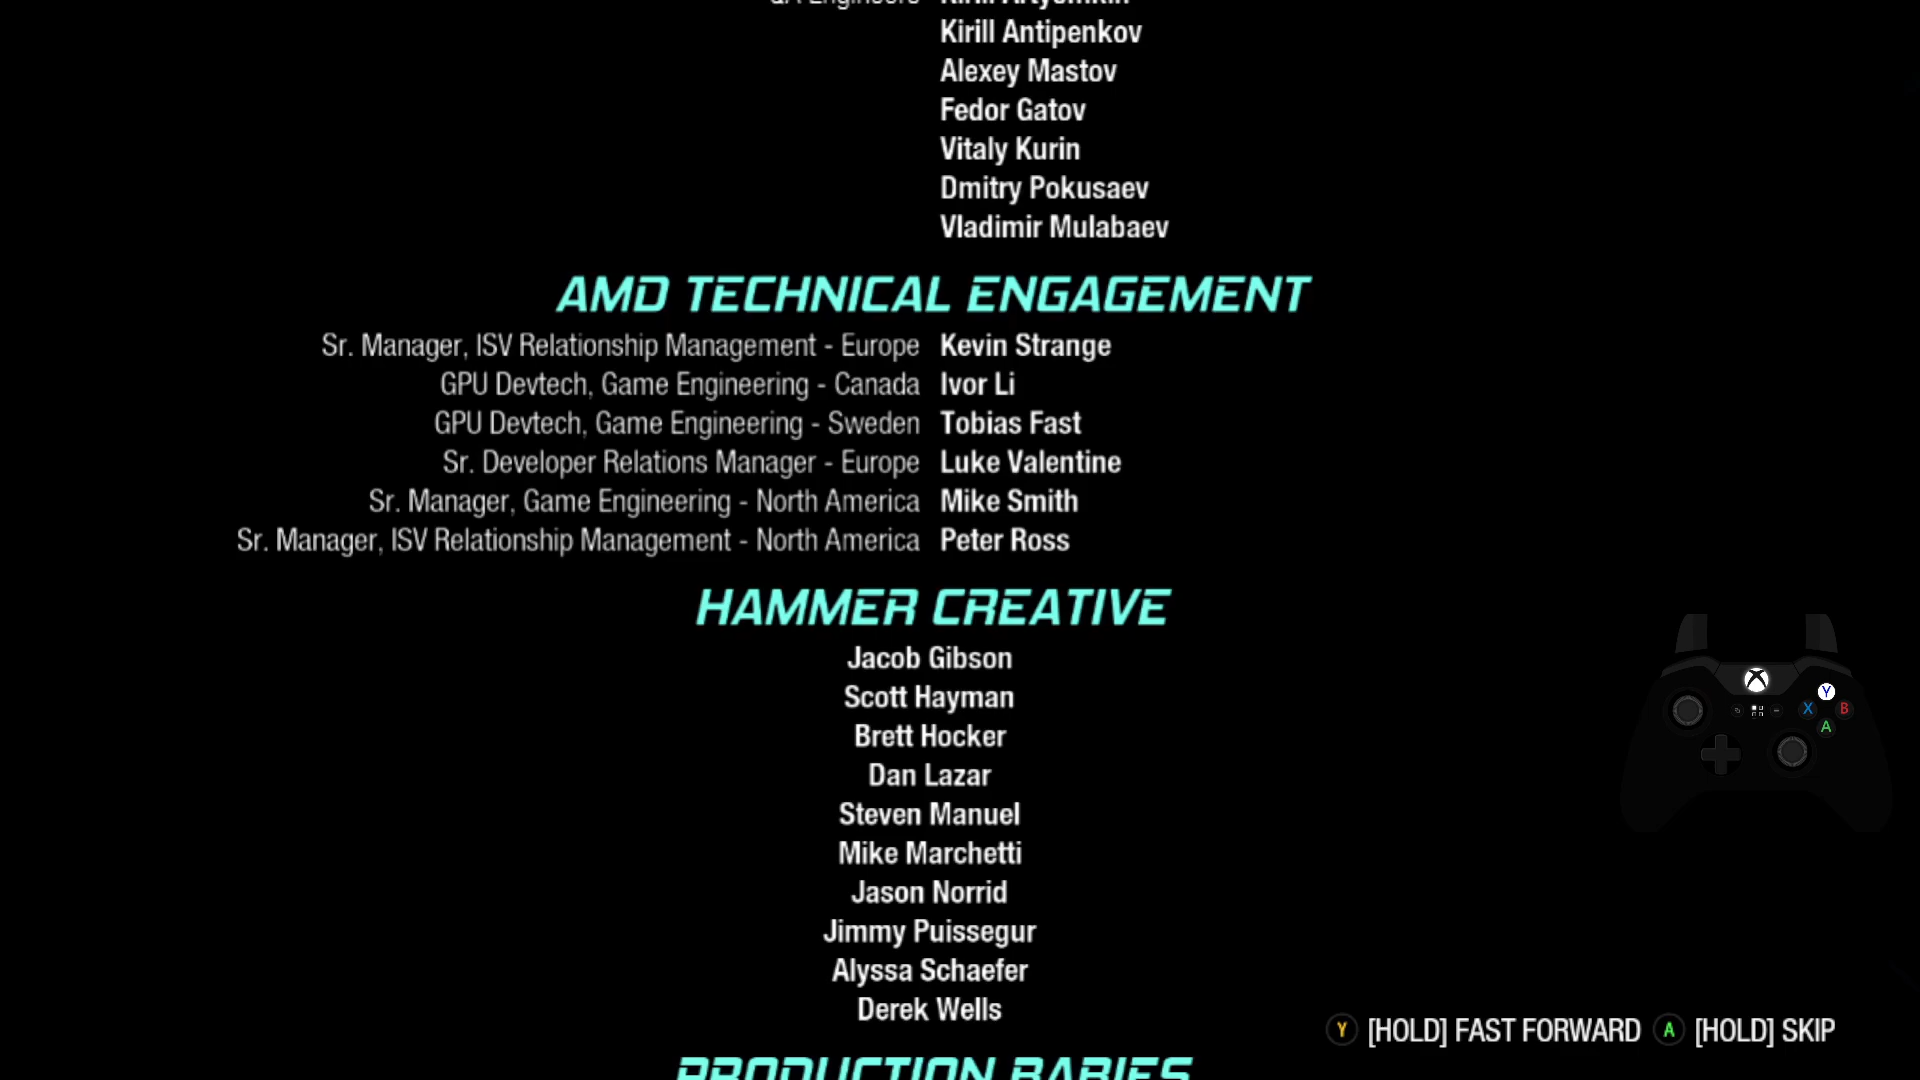 QA Engineers Kirill Artyomkin
Kirill Antipenkov
Alexey Mastov
Fedor Gatov
Vitaly Kurin
Dmitry Pokusaev
Vladimir Mulabaev
AMD TECHNICAL ENGAGEMENT
Sr. Manager, ISV Relationship Management - Europe Kevin Strange
GPU Devtech, Game Engineering - Canada Ivor Li
GPU Devtech, Game Engineering - Sweden Tobias Fast
Sr. Developer Relations Manager - Europe Luke Valentine
Sr. Manager, Game Engineering - North America Mike Smith
Sr. Manager, ISV Relationship Management - North America Peter Ross
HAMMER CREATIVE
Jacob Gibson
Scott Hayman
Brett Hocker
Dan Lazar
Steven Manuel
Mike Marchetti
Jason Norrid
Jimmy Puissegur
Alyssa Schaefer
Derek Wells
PRODUCTION BABIES
Y
X B
A
Y [HOLD] FAST FORWARD A [HOLD] SKIP